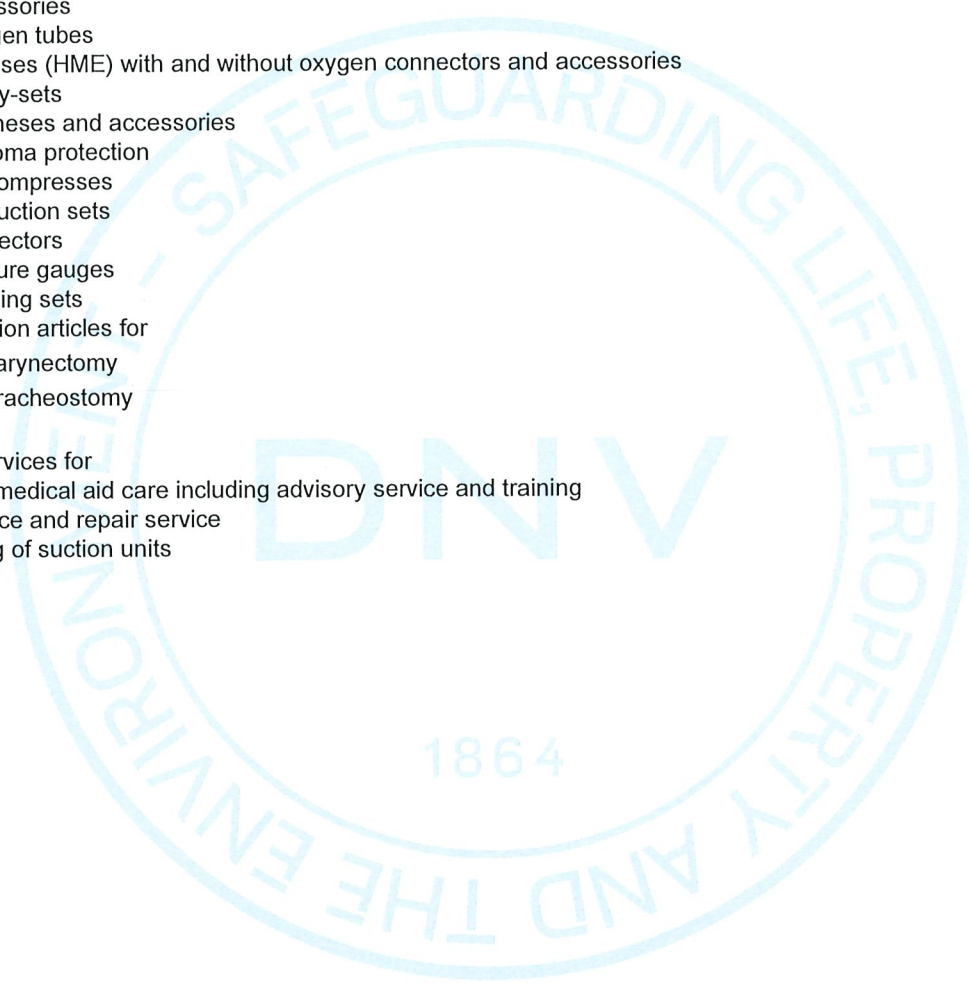 ssories
en tubes
ses (HME) with and without oxygen connectors and accessories
y-sets
neses and accessories
oma protection
ompresses
uction sets
ectors
ure gauges
ing sets
ion articles for
arynectomy
racheostomy
vices for
medical aid care including advisory service and training
ce and repair service
g of suction units
SAFEGUARDING LIFE, PROPERTY AND THE ENVIRONMENT -
DNV
1864